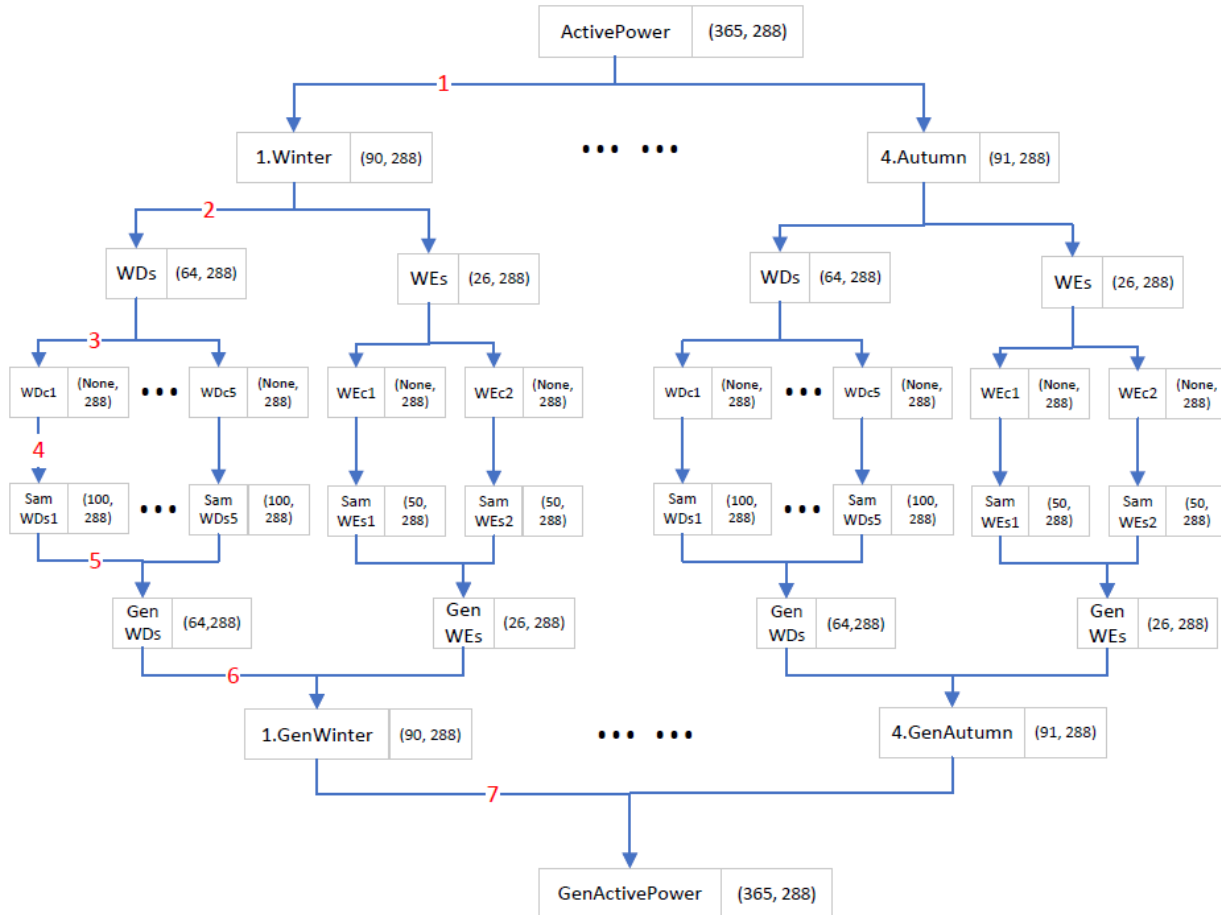 ActivePower (365, 288)
1
1.Winter (90, 288) ••• ••• 4.Autumn (91, 288)
2
WDs (64, 288) WEs (26, 288) WDs (64, 288) WEs (26, 288)
3
WDc1 (None, 288) ••• WDc5 (None, 288) WEc1 (None, 288) WEc2 (None, 288) WDc1 (None, 288) ••• WDc5 (None, 288) WEc1 (None, 288) WEc2 (None, 288)
4
Sam WDs1 (100, 288) ••• Sam WDs5 (100, 288) Sam WEs1 (50, 288) Sam WEs2 (50, 288) Sam WDs1 (100, 288) ••• Sam WDs5 (100, 288) Sam WEs1 (50, 288) Sam WEs2 (50, 288)
5
Gen WDs (64,288) Gen WEs (26, 288) Gen WDs (64,288) Gen WEs (26, 288)
6
1.GenWinter (90, 288) ••• ••• 4.GenAutumn (91, 288)
7
GenActivePower (365, 288)